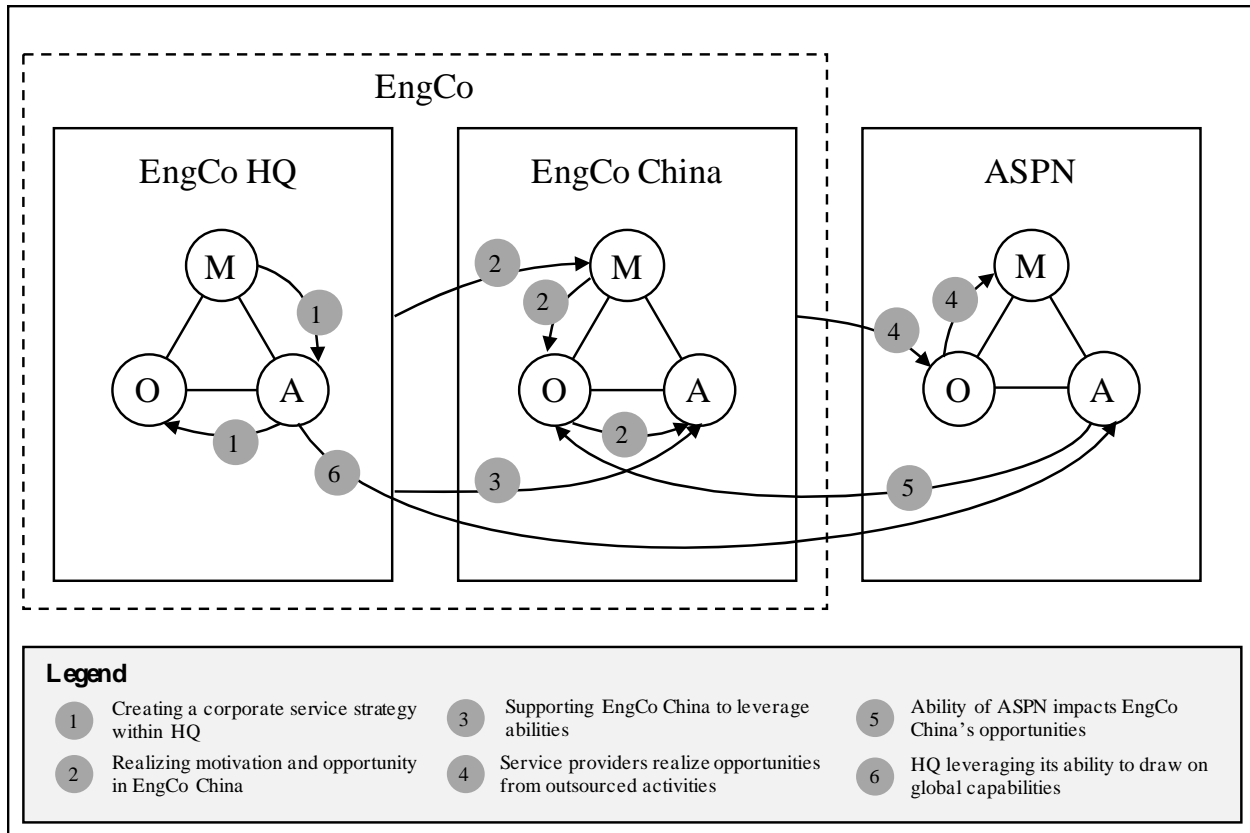 EngCo
EngCo HQ
EngCo China
ASPN
M
O
A
1
1
6
2
M
O
A
2
2
3
M
O
A
4
4
5
Legend
1 Creating a corporate service strategy
within HQ
2 Realizing motivation and opportunity
in EngCo China
3 Supporting EngCo China to leverage
abilities
4 Service providers realize opportunities
from outsourced activities
5 Ability of ASPN impacts EngCo
China's opportunities
6 HQ leveraging its ability to draw on
global capabilities